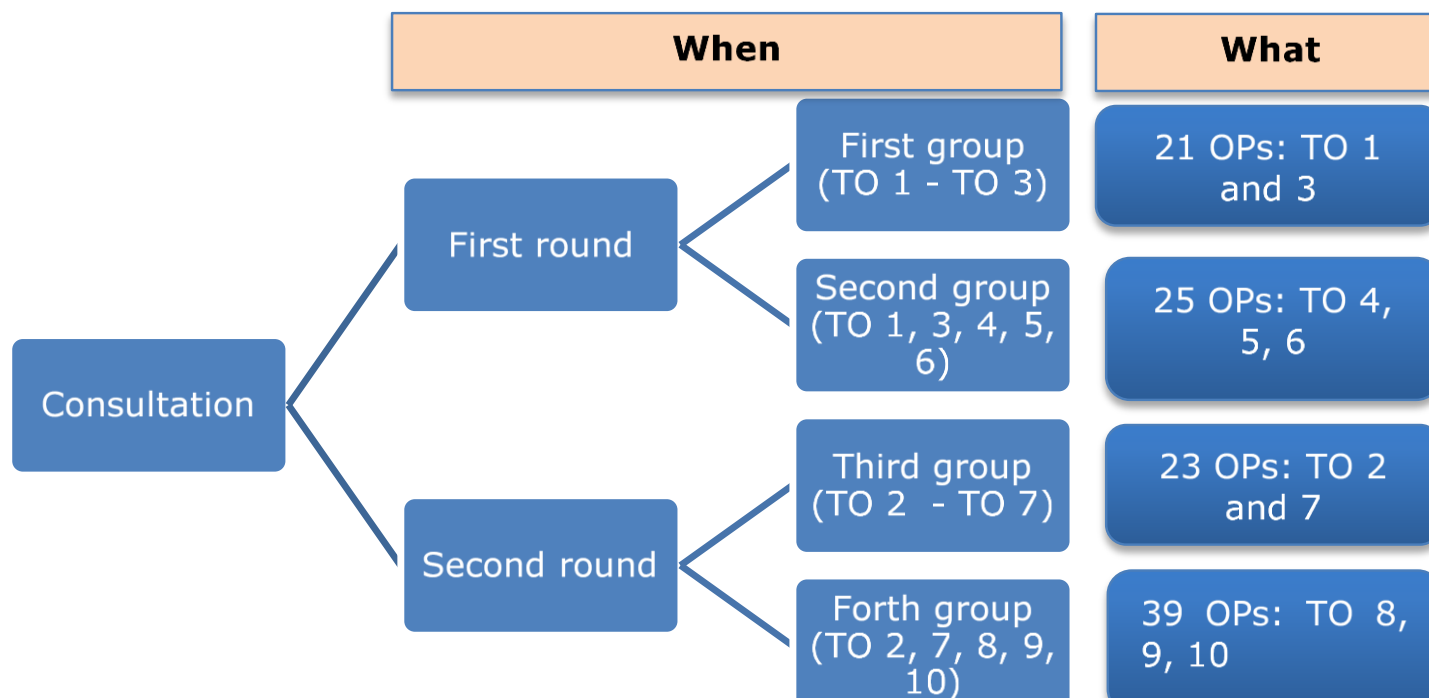 When
What
First group
(TO 1 - TO 3)
21 OPs: TO 1
and 3
First round
Second group
(TO 1, 3, 4, 5,
6)
25 OPs: TO 4,
5, 6
Consultation
Third group
(TO 2  - TO 7)
23 OPs: TO 2
and 7
Second round
Forth group
(TO 2, 7, 8, 9,
10)
39 OPs: TO 8,
9, 10